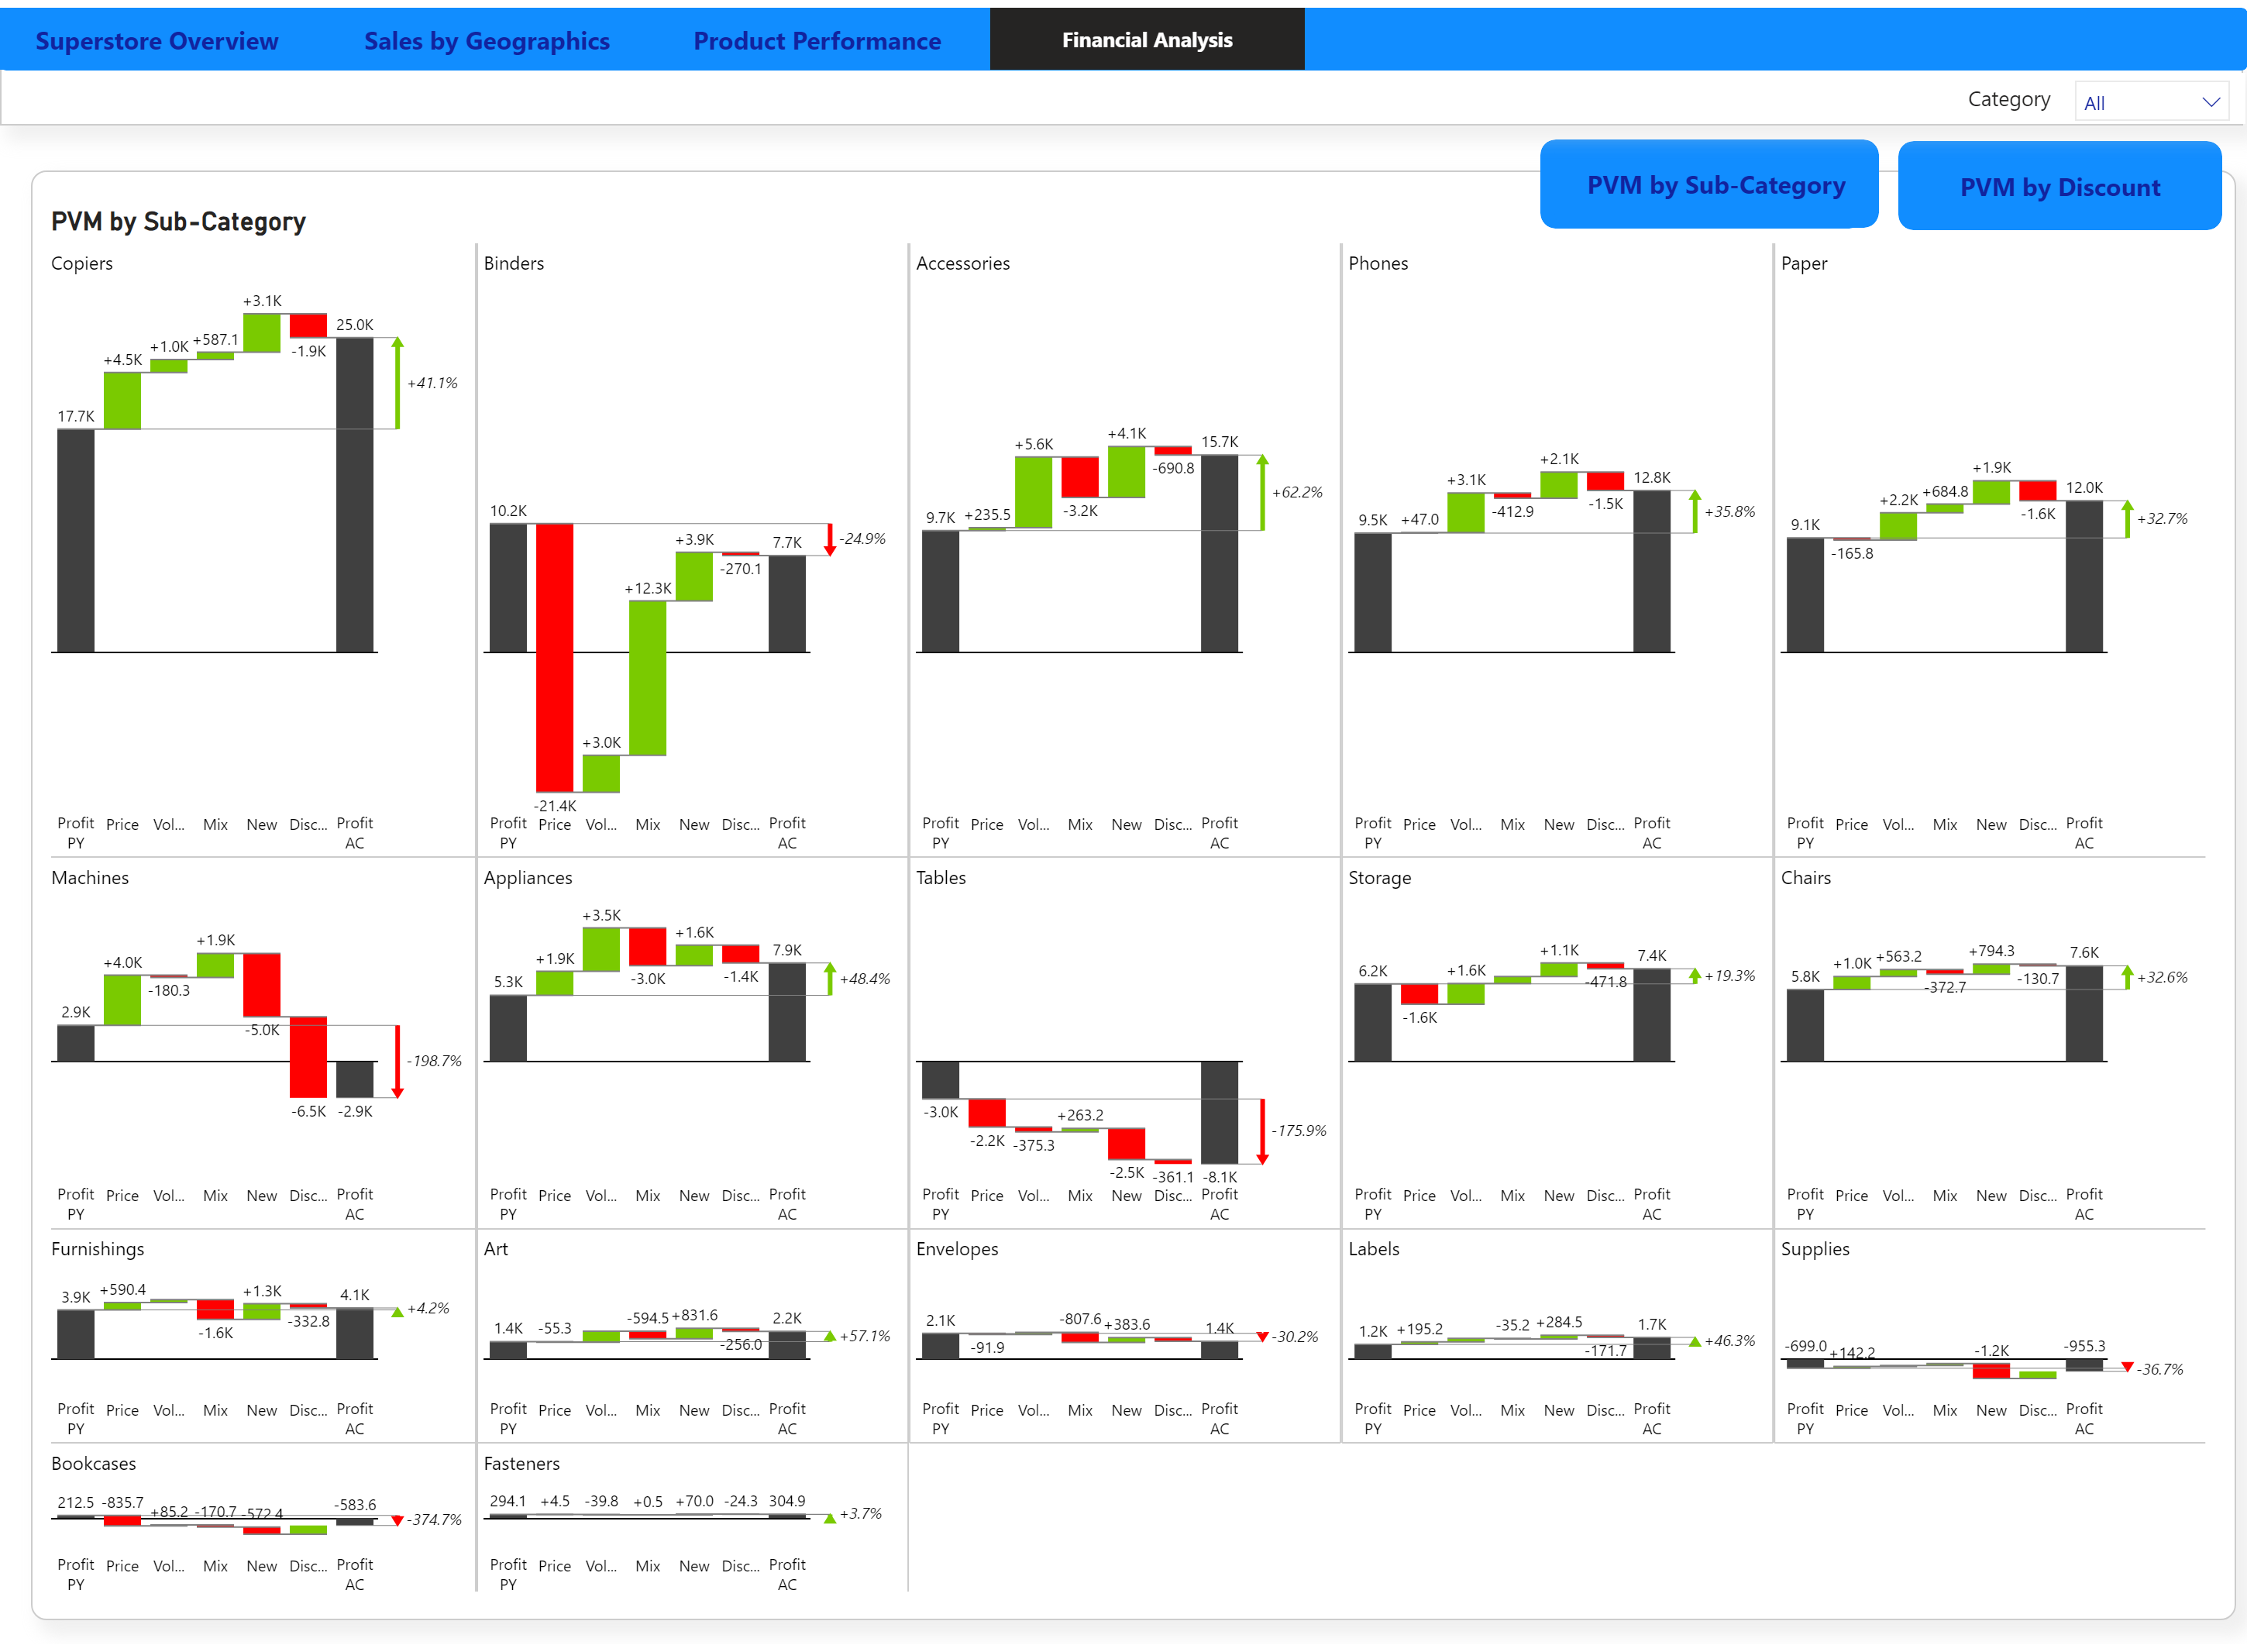 Superstore Overview
Sales by Geographics
Product Performance
Financial Analysis
Category
All
PVM by Sub-Category
PVM by Discount
PVM by Sub-Category
Copiers
17.7K
+4.5K
+1.0K
+587.1
+3.1K
-1.9K
25.0K
+41.1%
Profit PY Price Vol... Mix New Disc... Profit AC
Binders
10.2K
-21.4K
+3.0K
+12.3K
+3.9K
-270.1
7.7K
-24.9%
Profit PY Price Vol... Mix New Disc... Profit AC
Accessories
9.7K
+235.5
+5.6K
-3.2K
+4.1K
-690.8
15.7K
+62.2%
Profit PY Price Vol... Mix New Disc... Profit AC
Phones
9.5K
+47.0
+3.1K
-412.9
+2.1K
-1.5K
12.8K
+35.8%
Profit PY Price Vol... Mix New Disc... Profit AC
Paper
9.1K
-165.8
+2.2K
+684.8
+1.9K
-1.6K
12.0K
+32.7%
Profit PY Price Vol... Mix New Disc... Profit AC
Machines
2.9K
+4.0K
-180.3
+1.9K
-5.0K
-6.5K
-2.9K
-198.7%
Profit PY Price Vol... Mix New Disc... Profit AC
Appliances
5.3K
+1.9K
+3.5K
-3.0K
+1.6K
-1.4K
7.9K
+48.4%
Profit PY Price Vol... Mix New Disc... Profit AC
Tables
-3.0K
-2.2K
-375.3
+263.2
-2.5K
-361.1
-8.1K
-175.9%
Profit PY Price Vol... Mix New Disc... Profit AC
Storage
6.2K
-1.6K
+1.6K
+1.1K
-471.8
7.4K
+19.3%
Profit PY Price Vol... Mix New Disc... Profit AC
Chairs
5.8K
+1.0K
+563.2
-372.7
+794.3
-130.7
7.6K
+32.6%
Profit PY Price Vol... Mix New Disc... Profit AC
Furnishings
3.9K
+590.4
-1.6K
+1.3K
-332.8
4.1K
+4.2%
Profit PY Price Vol... Mix New Disc... Profit AC
Art
1.4K
-55.3
-594.5
+831.6
-256.0
2.2K
+57.1%
Profit PY Price Vol... Mix New Disc... Profit AC
Envelopes
2.1K
-91.9
-807.6
+383.6
1.4K
-30.2%
Profit PY Price Vol... Mix New Disc... Profit AC
Labels
1.2K
+195.2
-35.2
+284.5
-171.7
1.7K
+46.3%
Profit PY Price Vol... Mix New Disc... Profit AC
Supplies
-699.0
+142.2
-1.2K
-955.3
-36.7%
Profit PY Price Vol... Mix New Disc... Profit AC
Bookcases
212.5
-835.7
+85.2
-170.7
-572.4
-583.6
-374.7%
Profit PY Price Vol... Mix New Disc... Profit AC
Fasteners
294.1
+4.5
-39.8
+0.5
+70.0
-24.3
304.9
+3.7%
Profit PY Price Vol... Mix New Disc... Profit AC